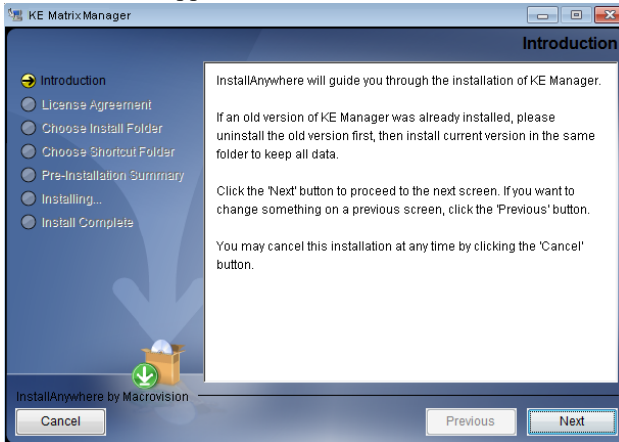 KE MatrixManager
Introduction
Introduction
License Agreement
Choose Install Folder
Choose Shortcut Folder
Pre-Installation Summary
Installing...
Install Complete
InstallAnywhere will guide you through the installation of KE Manager.
If an old version of KE Manager was already installed, please
uninstall the old version first, then install current version in the same
folder to keep all data.
Click the 'Next' button to proceed to the next screen. If you want to
change something on a previous screen, click the 'Previous' button.
You may cancel this installation at any time by clicking the 'Cancel'
button.
InstallAnywhere by Macrovision
Cancel
Previous
Next